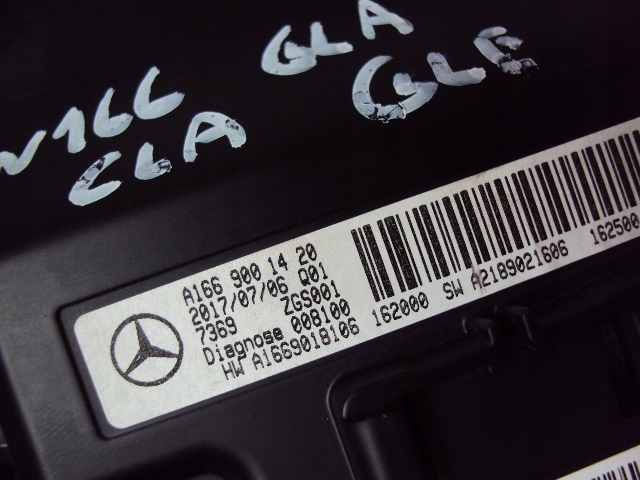 GLA
W166 GLE
CLA
A166 900 14 20
2017/07/06 Q01
7369 ZGS001
Diagnose 008100
HW A1669018106 162000 SW A2189021606 162500